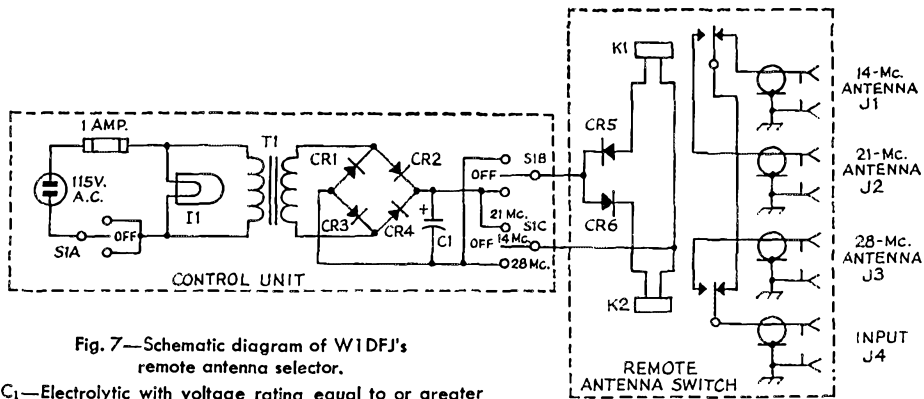 1 AMP.
115V.
A.C.
I1
S1A
OFF
T1
CR1
CR2
CR3
CR4
+
C1
S1B
OFF
21 Mc.
S1C
OFF
14 Mc.
28 Mc.
CONTROL UNIT
K1
CR5
CR6
K2
REMOTE
ANTENNA SWITCH
14-Mc.
ANTENNA
J1
21-Mc.
ANTENNA
J2
28-Mc.
ANTENNA
J3
INPUT
J4
Fig. 7—Schematic diagram of W1DFJ's
remote antenna selector.
C₁—Electrolytic with voltage rating equal to or greater